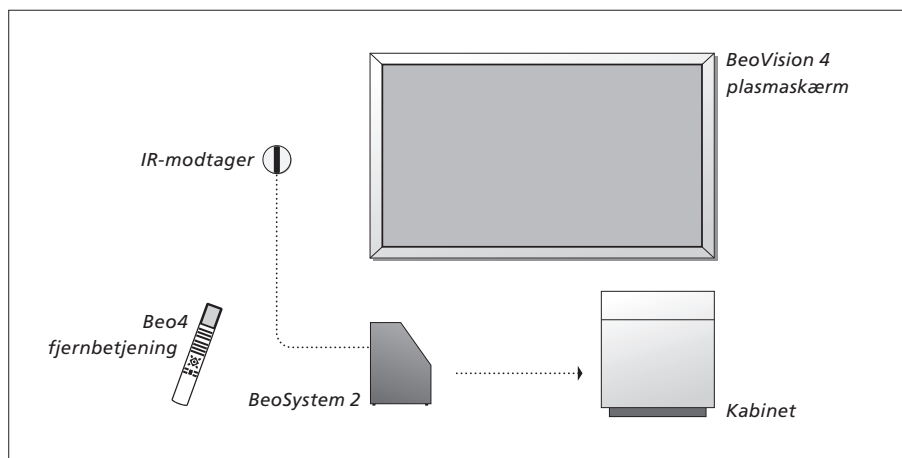 BeoVision 4
plasmaskærm
IR-modtager
Beo4
fjernbetjening
BeoSystem 2
Kabinet